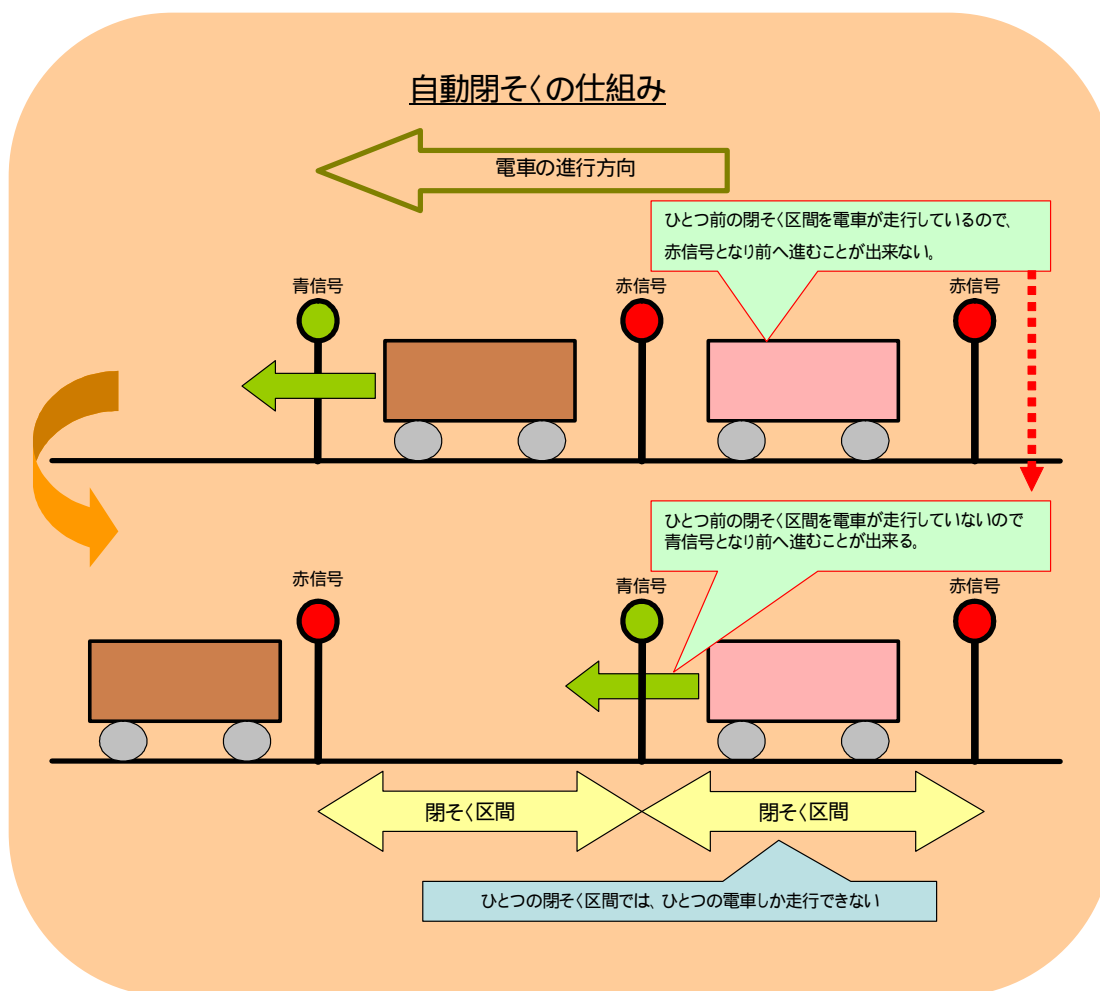 自動閉そくの仕組み
電車の進行方向
ひとつ前の閉そく区間を電車が走行しているので、
赤信号となり前へ進むことが出来ない。
青信号
赤信号
赤信号
ひとつ前の閉そく区間を電車が走行していないので
青信号となり前へ進むことが出来る。
赤信号
青信号
赤信号
閉そく区間
閉そく区間
ひとつの閉そく区間では、ひとつの電車しか走行できない